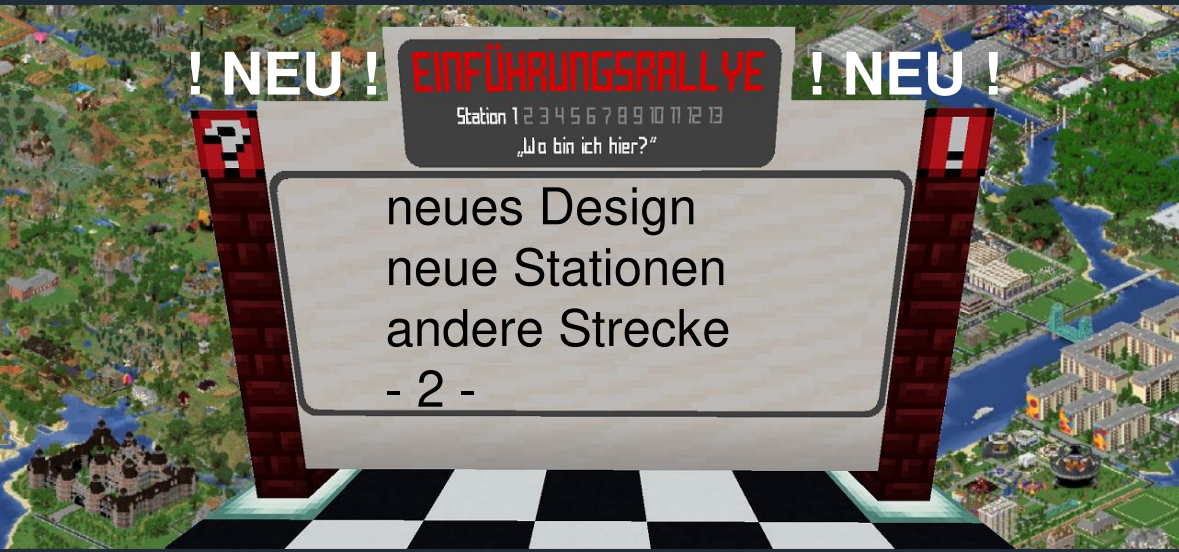 ! NEU ! EINFÜHRUNGSRALLYE ! NEU !
Station 1 2 3 4 5 6 7 8 9 10 11 12 13
„Wo bin ich hier?“
? !
neues Design
neue Stationen
andere Strecke
- 2 -